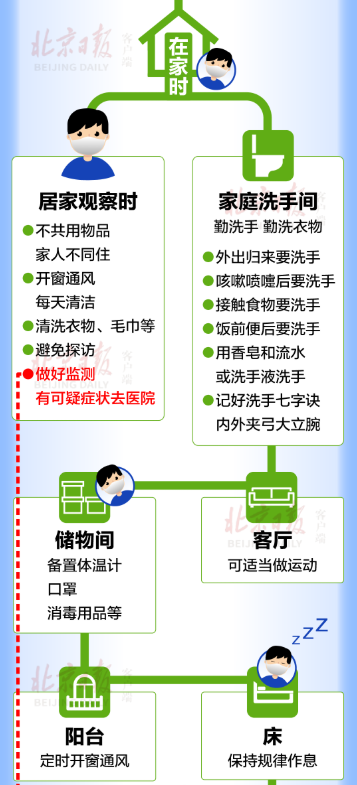 北京日报
客户端
BEIJING DAILY
在家时
居家观察时
不共用物品
家人不同住
开窗通风
每天清洁
清洗衣物、毛巾等
避免探访
做好监测
有可疑症状去医院
家庭洗手间
勤洗手 勤洗衣物
外出归来要洗手
咳嗽喷嚏后要洗手
接触食物要洗手
饭前便后要洗手
用香皂和流水
或洗手液洗手
记好洗手七字诀
内外夹弓大立腕
储物间
备置体温计
口罩
消毒用品等
客厅
可适当做运动
阳台
定时开窗通风
zzZ
床
保持规律作息